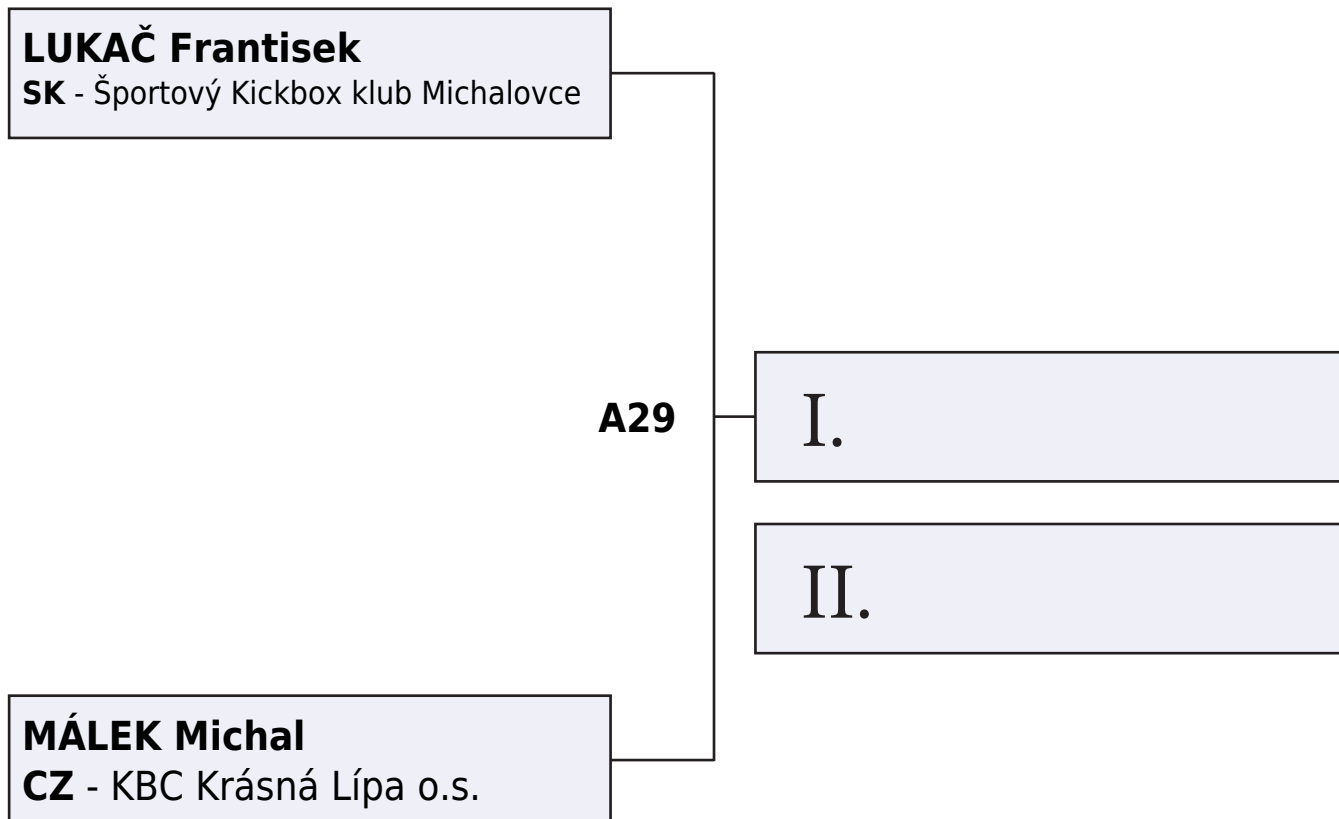 LUKAČ Frantisek
SK - Športový Kickbox klub Michalovce
A29
I.
II.
MÁLEK Michal
CZ - KBC Krásná Lípa o.s.